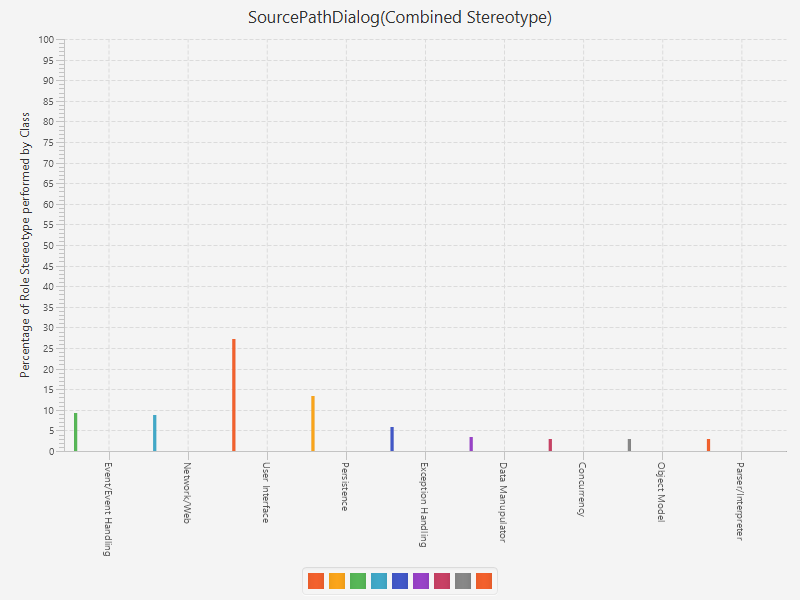 SourcePathDialog(Combined Stereotype)
Percentage of Role Stereotype performed by Class
100
95
90
85
80
75
70
65
60
55
50
45
40
35
30
25
20
15
10
5
0
Event/Event Handling
Network/Web
User Interface
Persistence
Exception Handling
Data Manupulator
Concurrency
Object Model
Parser/Interpreter